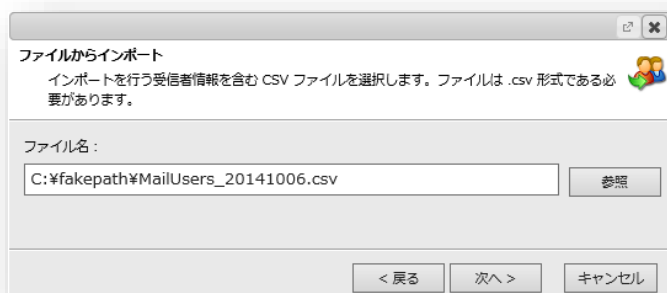 ファイルからインポート
インポートを行う受信者情報を含む CSV ファイルを選択します。ファイルは .csv 形式である必
要があります。
ファイル名 :
C:¥fakepath¥MailUsers_20141006.csv
参照
< 戻る
次へ >
キャンセル